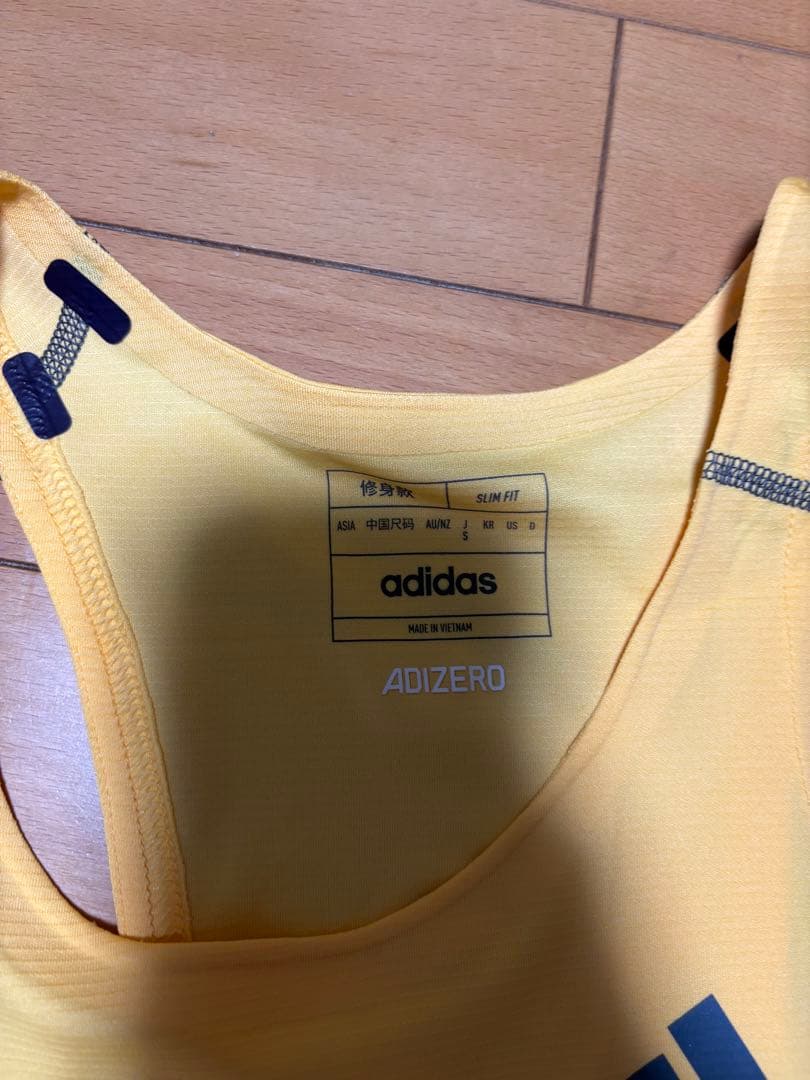 修身款 SLIM FIT
ASIA 中国尺码 AU/NZ J KR US D
S
adidas
MADE IN VIETNAM
ADIZERO